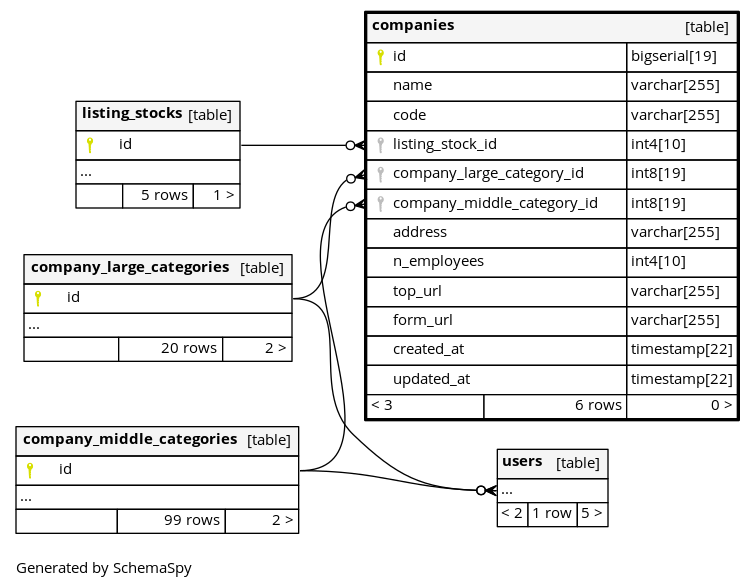 companies [table]
id bigserial[19]
name varchar[255]
code varchar[255]
listing_stock_id int4[10]
company_large_category_id int8[19]
company_middle_category_id int8[19]
address varchar[255]
n_employees int4[10]
top_url varchar[255]
form_url varchar[255]
created_at timestamp[22]
updated_at timestamp[22]
< 3 6 rows 0 >
listing_stocks [table]
id
...
5 rows 1 >
company_large_categories [table]
id
...
20 rows 2 >
company_middle_categories [table]
id
...
99 rows 2 >
users [table]
...
< 2 1 row 5 >
Generated by SchemaSpy